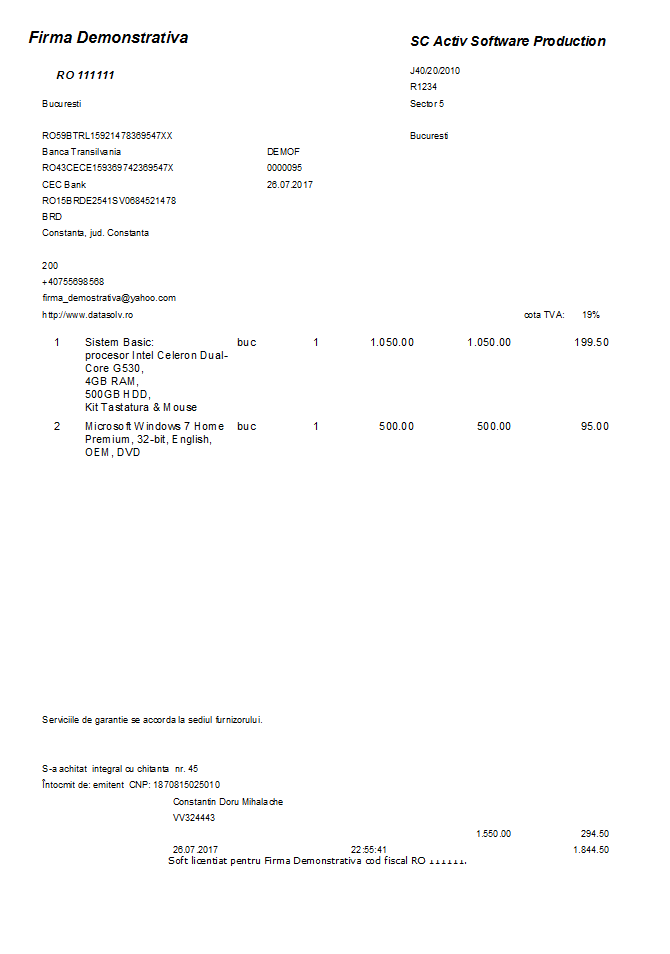 Firma Demonstrativa
SC Activ Software Production
RO 111111
J40/20/2010
R1234
Bucuresti
Sector 5
RO59BTRL15921478369547XX
Bucuresti
Banca Transilvania DEMOF
RO43CECE159369742369547X 0000095
CEC Bank 26.07.2017
RO15BRDE2541SV0684521478
BRD
Constanta, jud. Constanta
200
+40755698568
firma_demostrativa@yahoo.com
http://www.datasolv.ro cota TVA: 19%
1 Sistem Basic: buc 1 1.050.00 1.050.00 199.50
procesor Intel Celeron Dual-
Core G530,
4GB RAM,
500GB HDD,
Kit Tastatura & Mouse
2 Microsoft Windows 7 Home buc 1 500.00 500.00 95.00
Premium, 32-bit, English,
OEM, DVD
Serviciile de garantie se accorda la sediul furnizorului.
S-a achitat integral cu chitanta nr. 45
Întocmit de: emitent CNP: 1870815025010
Constantin Doru Mihalache
VV324443
1.550.00 294.50
26.07.2017 22:55:41 1.844.50
Soft licentiat pentru Firma Demonstrativa cod fiscal RO 111111.